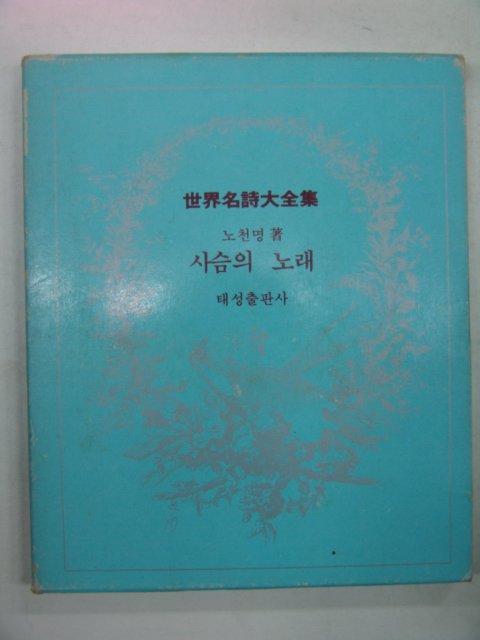 世界名詩大全集
노천명 著
사슴의 노래
태성출판사